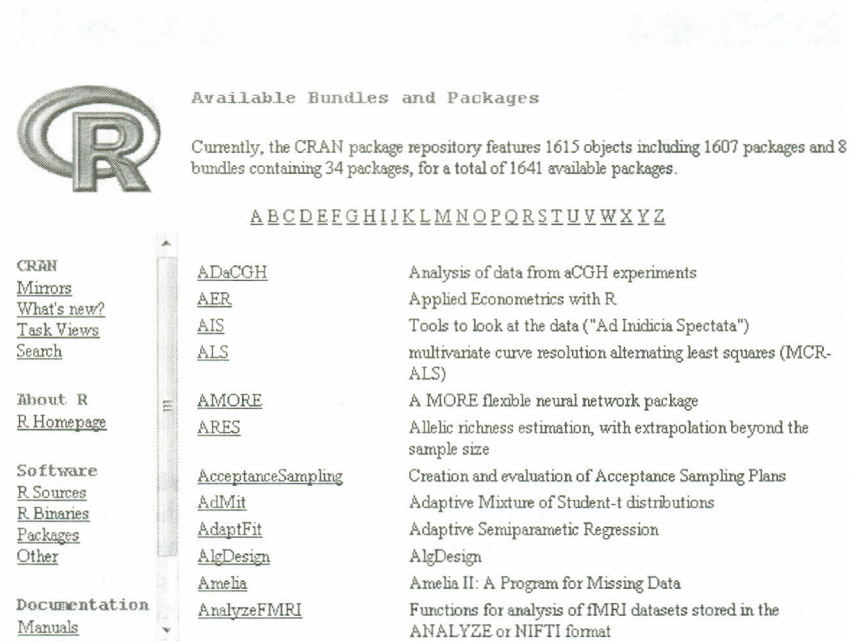 R
Available Bundles and Packages
Currently, the CRAN package repository features 1615 objects including 1607 packages and 8
bundles containing 34 packages, for a total of 1641 available packages.
A B C D E F G H I J K L M N O P Q R S T U V W X Y Z
CRAN
Mirrors
What's new?
Task Views
Search
About R
R Homepage
Software
R Sources
R Binaries
Packages
Other
Documentation
Manuals
ADaCGH Analysis of data from aCGH experiments
AER Applied Econometrics with R
AIS Tools to look at the data ("Ad Inidicia Spectata")
ALS multivariate curve resolution alternating least squares (MCR-
ALS)
AMORE A MORE flexible neural network package
ARES Allelic richness estimation, with extrapolation beyond the
sample size
AcceptanceSampling Creation and evaluation of Acceptance Sampling Plans
AdMit Adaptive Mixture of Student-t distributions
AdaptFit Adaptive Semiparametic Regression
AlgDesign AlgDesign
Amelia Amelia II: A Program for Missing Data
AnalyzeFMRI Functions for analysis of fMRI datasets stored in the
ANALYZE or NIFTI format